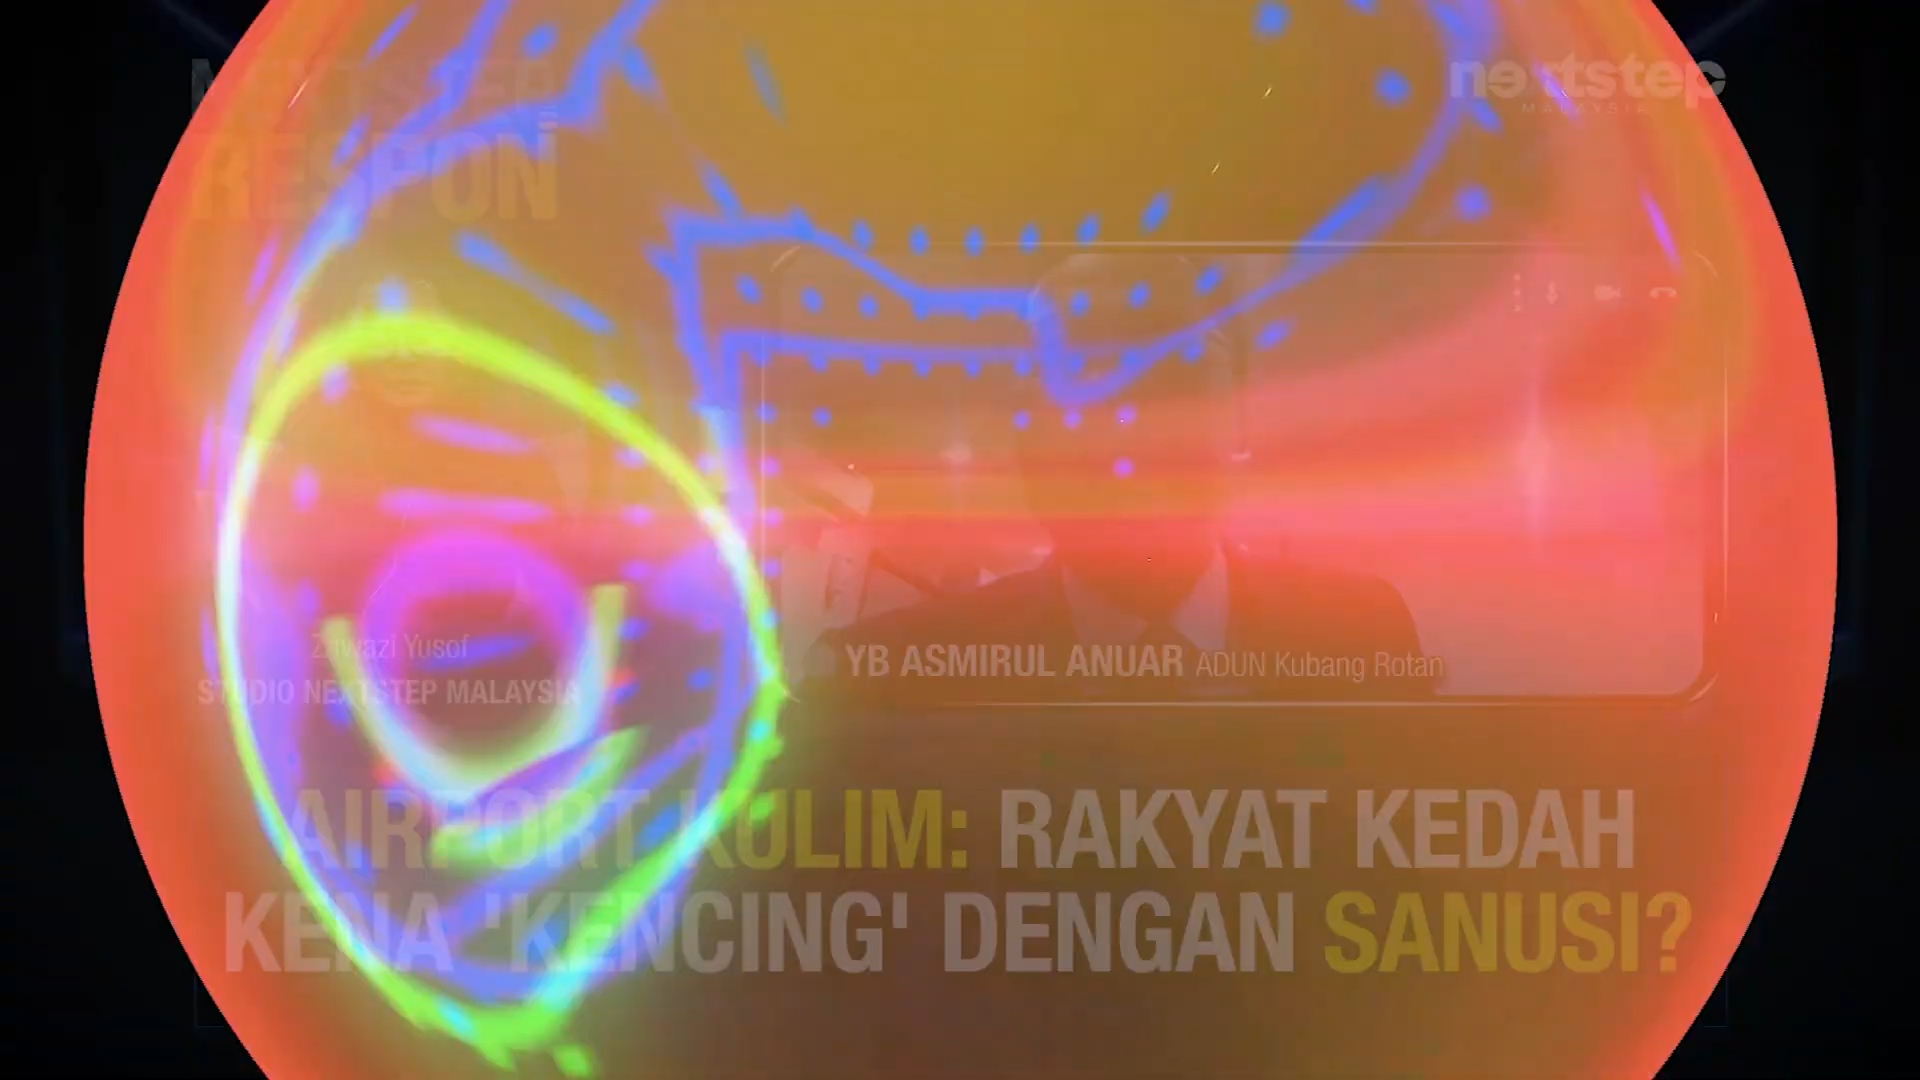 NEXTSTEP
RESPON
nextstep
MALAYSIA
YB ASMIRUL ANUAR ADUN Kubang Rotan
Yusof
STUDIO NEXTSTEP MALAYSIA
AIRPORT KULIM: RAKYAT KEDAH
KENA 'KENCING' DENGAN SANUSI?